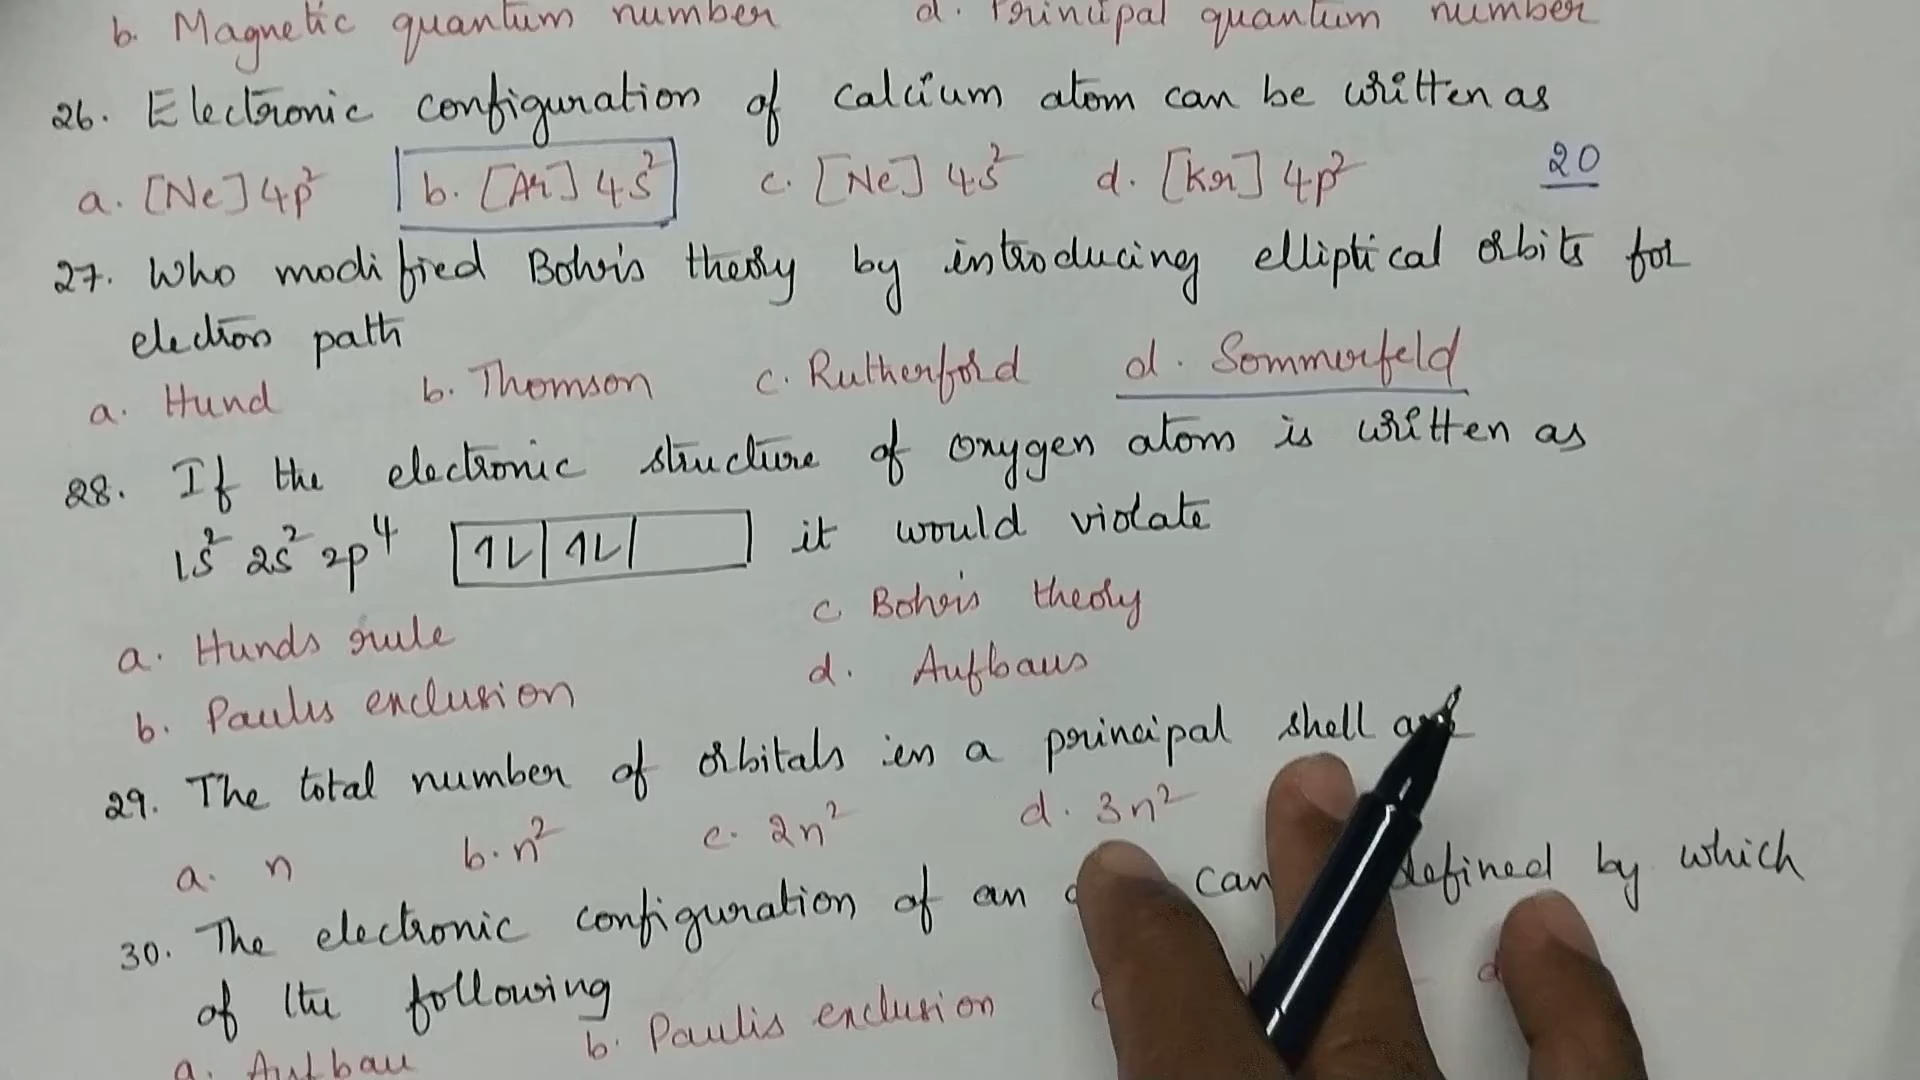 b. Magnetic quantum number d. Principal quantum number
26. Electronic configuration of calcium atom can be written as
a. [Ne] 4p² b. [Ar] 4s² c. [Ne] 4s² d. [Kr] 4p² 20
27. Who modified Bohr's theory by introducing elliptical orbits for
electron path
a. Hund b. Thomson c. Rutherford d. Sommerfeld
28. If the electronic structure of oxygen atom is written as
1s² 2s² 2p⁴ 1L 1L it would violate
a. Hunds rule c Bohr's theory
b. Paulis exclusion d. Aufbaus
29. The total number of orbitals in a principal shell
a. n b. n² c. 2n² d. 3n²
30. The electronic configuration of an can defined by which
of the following
a. Aufbau b. Paulis exclusion